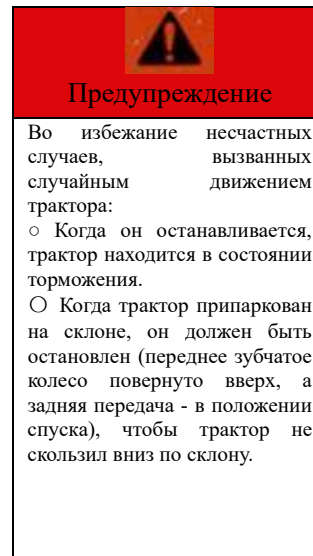 Предупреждение
Во избежание несчастных
случаев, вызванных
случайным движением
трактора:
○ Когда он останавливается,
трактор находится в состоянии
торможения.
〇 Когда трактор припаркован
на склоне, он должен быть
остановлен (переднее зубчатое
колесо повернуто вверх, а
задняя передача - в положении
спуска), чтобы трактор не
скользил вниз по склону.